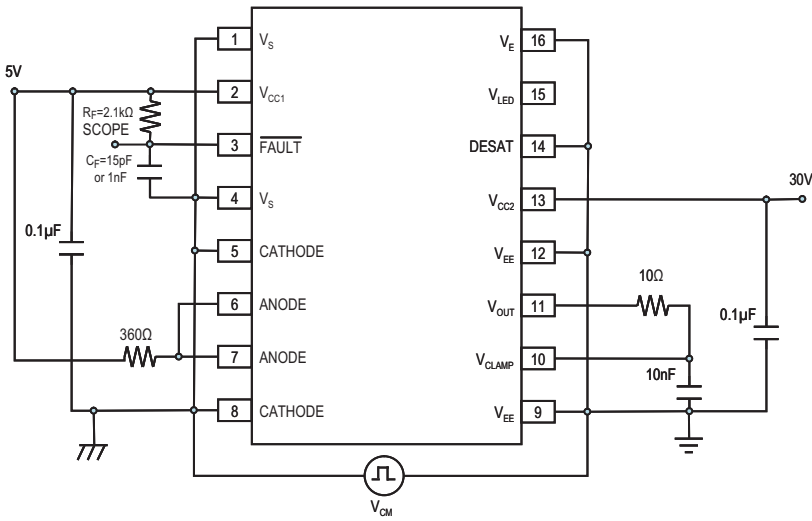 1 V_S V_E 16
5V
2 V_CC1 V_LED 15
R_F=2.1kΩ
SCOPE
3 FAULT DESAT 14
C_F=15pF
or 1nF
4 V_S V_CC2 13
30V
0.1µF
5 CATHODE V_EE 12
10Ω
6 ANODE V_OUT 11
0.1µF
360Ω
7 ANODE V_CLAMP 10
10nF
8 CATHODE V_EE 9
V_CM